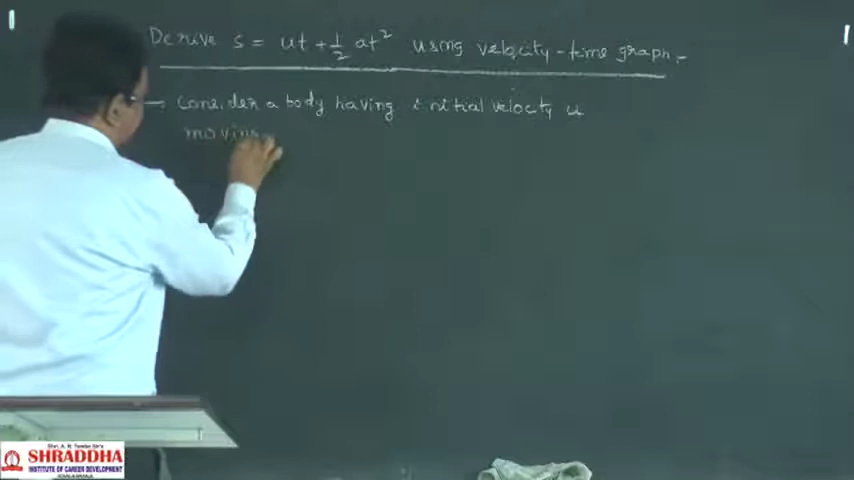 Derive s = ut + 1/2 at² using velocity-time graph -
→ Consider a body having initial velocity u
moving
SHRADDHA
INSTITUTE OF CAREER DEVELOPMENT